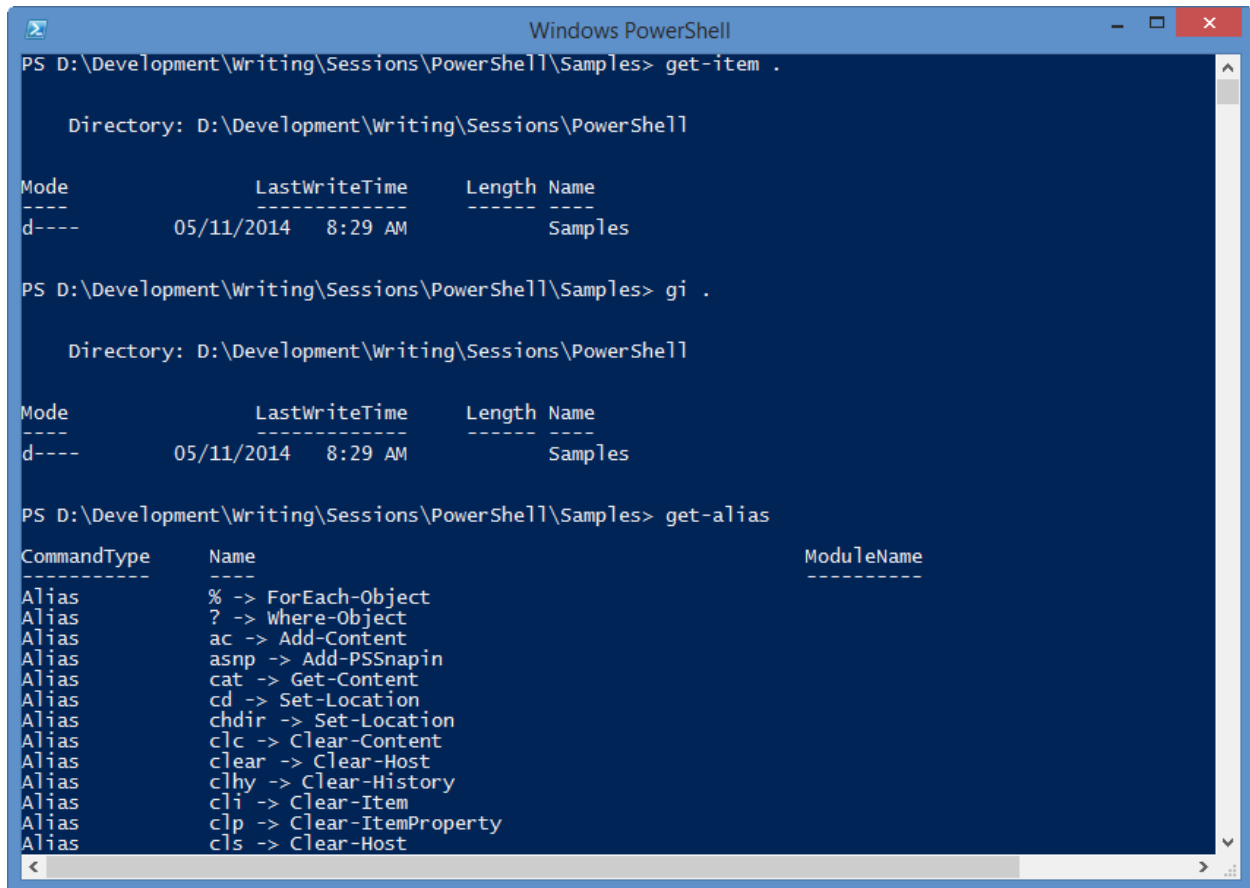 Windows PowerShell
PS D:\Development\Writing\Sessions\PowerShell\Samples> get-item .
    Directory: D:\Development\Writing\Sessions\PowerShell
Mode                LastWriteTime     Length Name
----                -------------     ------ ----
d----        05/11/2014   8:29 AM            Samples
PS D:\Development\Writing\Sessions\PowerShell\Samples> gi .
    Directory: D:\Development\Writing\Sessions\PowerShell
Mode                LastWriteTime     Length Name
----                -------------     ------ ----
d----        05/11/2014   8:29 AM            Samples
PS D:\Development\Writing\Sessions\PowerShell\Samples> get-alias
CommandType     Name                                               ModuleName
-----------     ----                                               ----------
Alias           % -> ForEach-Object
Alias           ? -> Where-Object
Alias           ac -> Add-Content
Alias           asnp -> Add-PSSnapin
Alias           cat -> Get-Content
Alias           cd -> Set-Location
Alias           chdir -> Set-Location
Alias           clc -> Clear-Content
Alias           clear -> Clear-Host
Alias           clhy -> Clear-History
Alias           cli -> Clear-Item
Alias           clp -> Clear-ItemProperty
Alias           cls -> Clear-Host